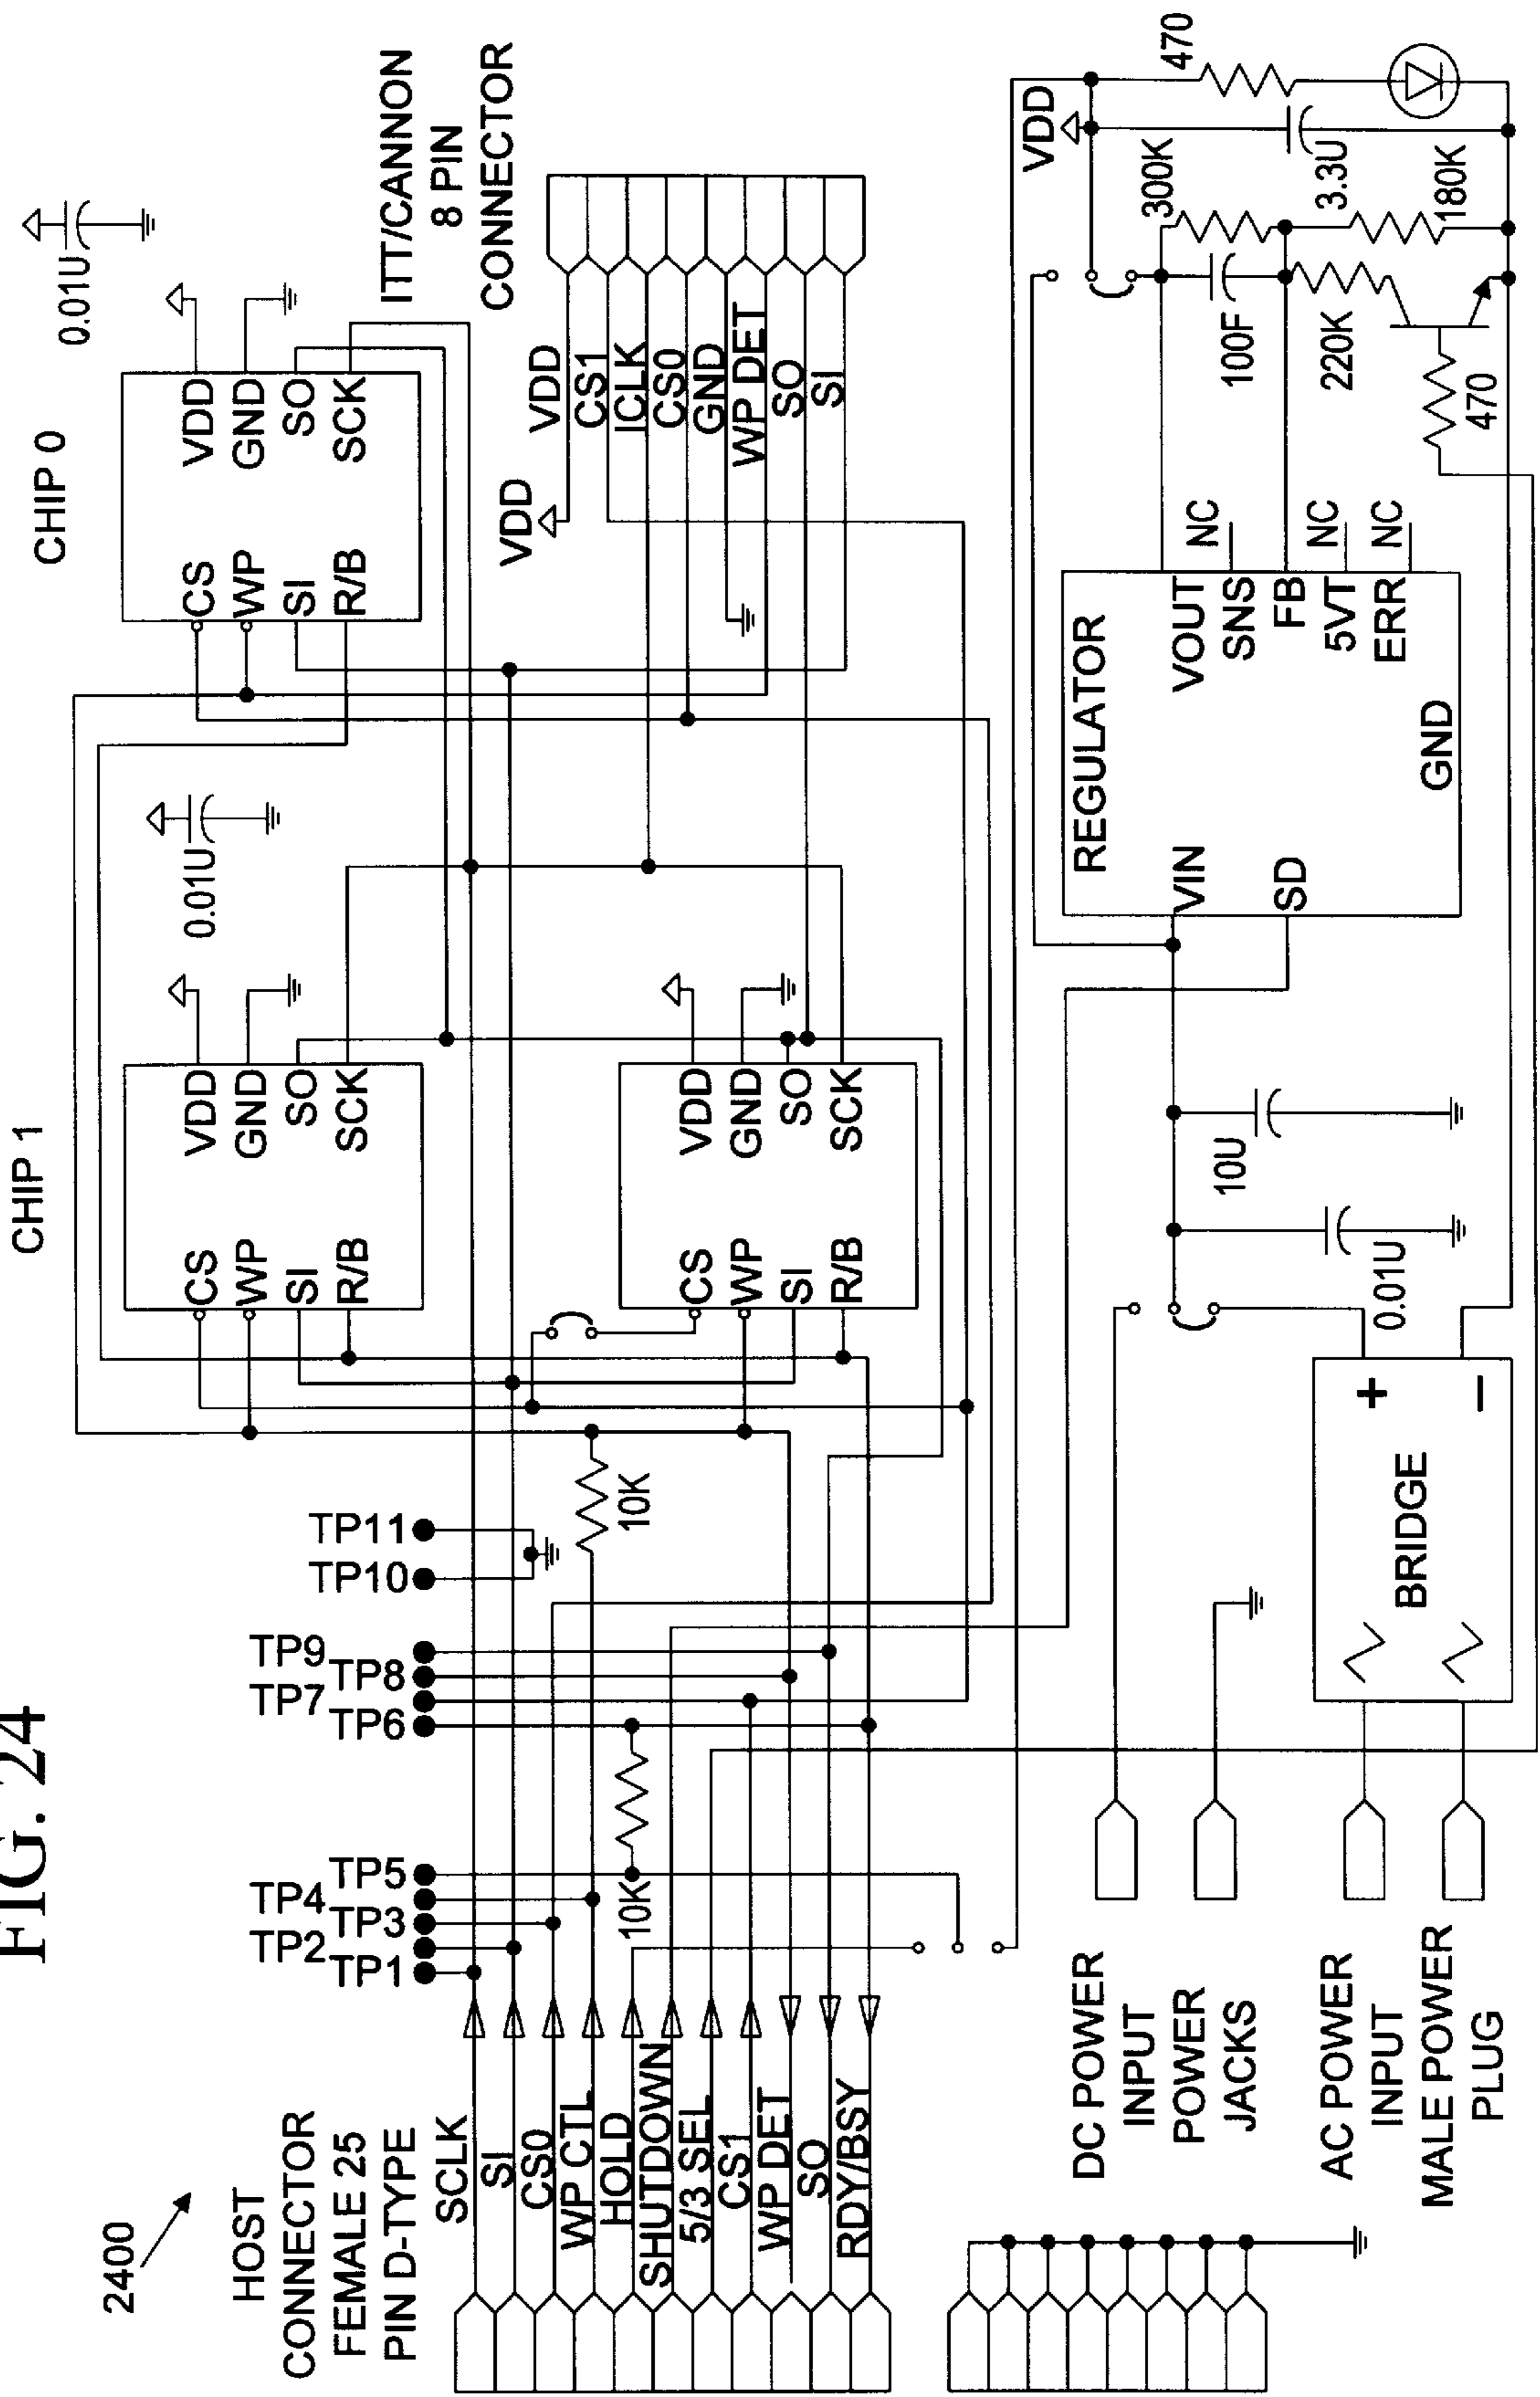 FIG. 24
2400
HOST
CONNECTOR
FEMALE 25
PIN D-TYPE
SCLK
SI
CS0
WP CTL
HOLD
SHUTDOWN
5/3 SEL
CS1
WP DET
SO
RDY/BSY
TP1
TP2
TP3
TP4
TP5
TP6
TP7
TP8
TP9
TP10
TP11
10K
10K
CHIP 1
CS
WP
SI
R/B
VDD
GND
SO
SCK
0.01U
CS
WP
SI
R/B
VDD
GND
SO
SCK
CHIP 0
CS
WP
SI
R/B
VDD
GND
SO
SCK
0.01U
ITT/CANNON
8 PIN
CONNECTOR
VDD
VDD
CS1
ICLK
CS0
GND
WP DET
SO
SI
DC POWER
INPUT
POWER
JACKS
AC POWER
INPUT
MALE POWER
PLUG
BRIDGE
+
−
0.01U
10U
REGULATOR
VIN
SD
GND
VOUT
SNS
FB
5VT
ERR
NC
NC
NC
VDD
300K
100F
220K
470
3.3U
180K
470